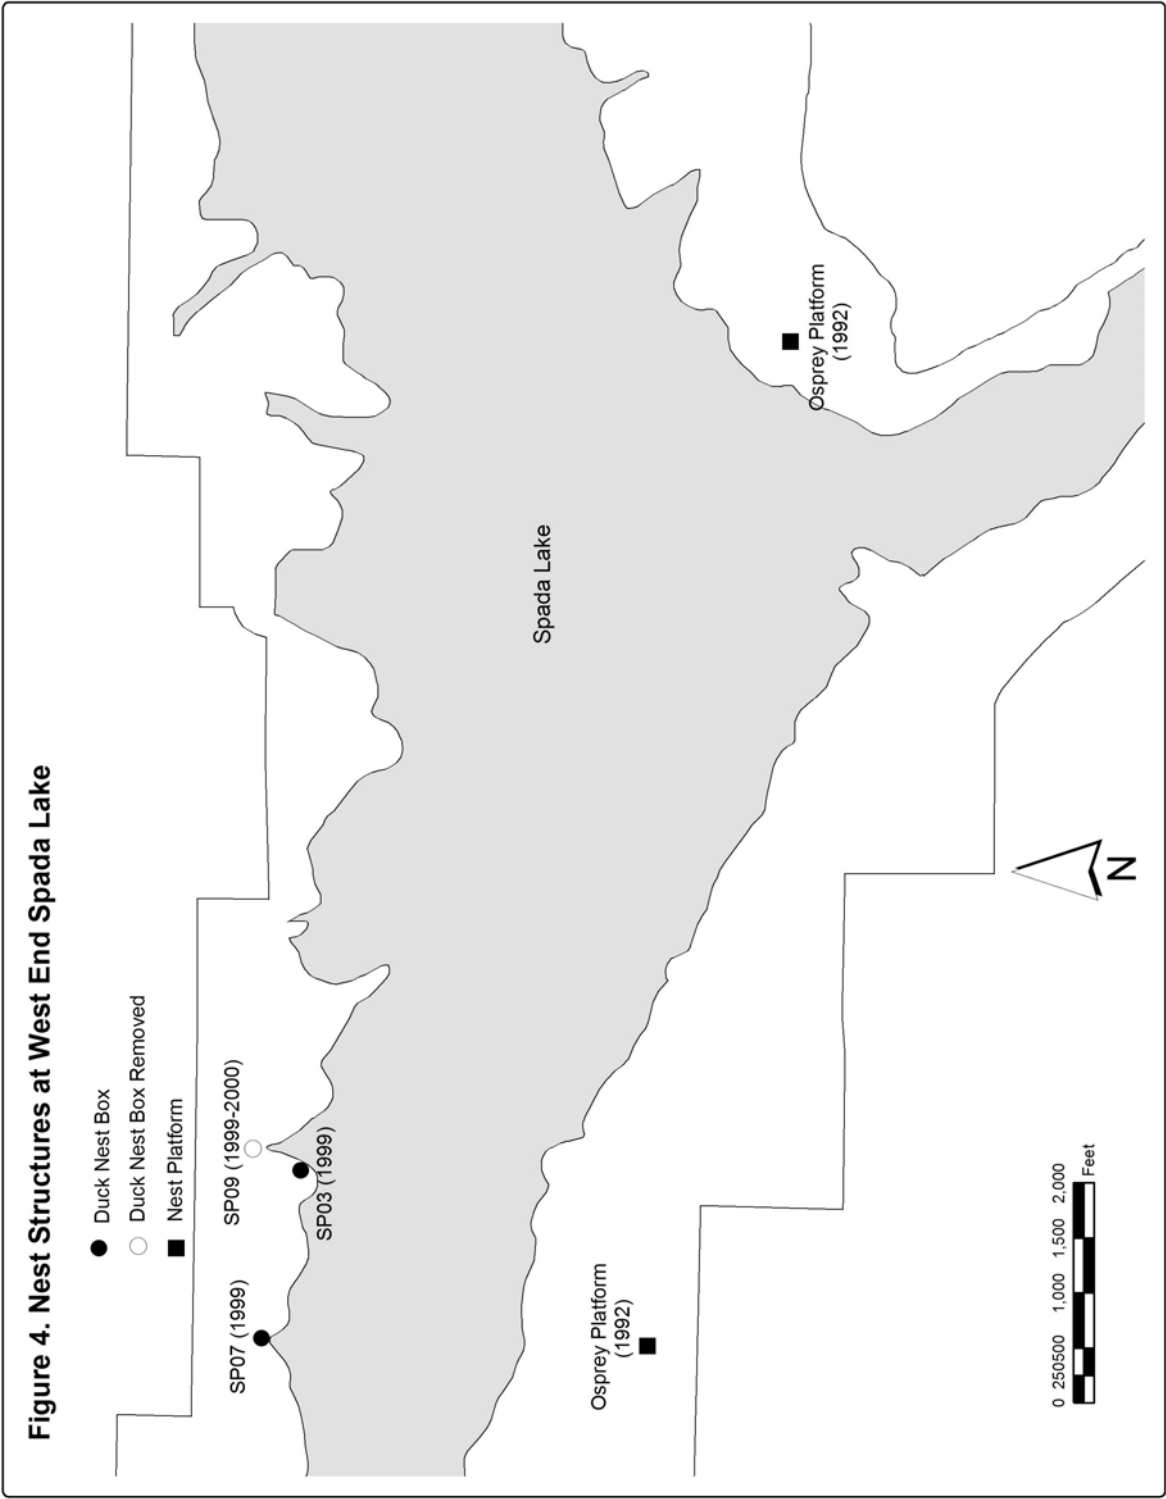 Figure 4. Nest Structures at West End Spada Lake
Duck Nest Box
Duck Nest Box Removed
Nest Platform
SP07 (1999)
SP09 (1999-2000)
SP03 (1999)
Spada Lake
Osprey Platform
(1992)
Osprey Platform
(1992)
0 250500 1,000 1,500 2,000
Feet
N